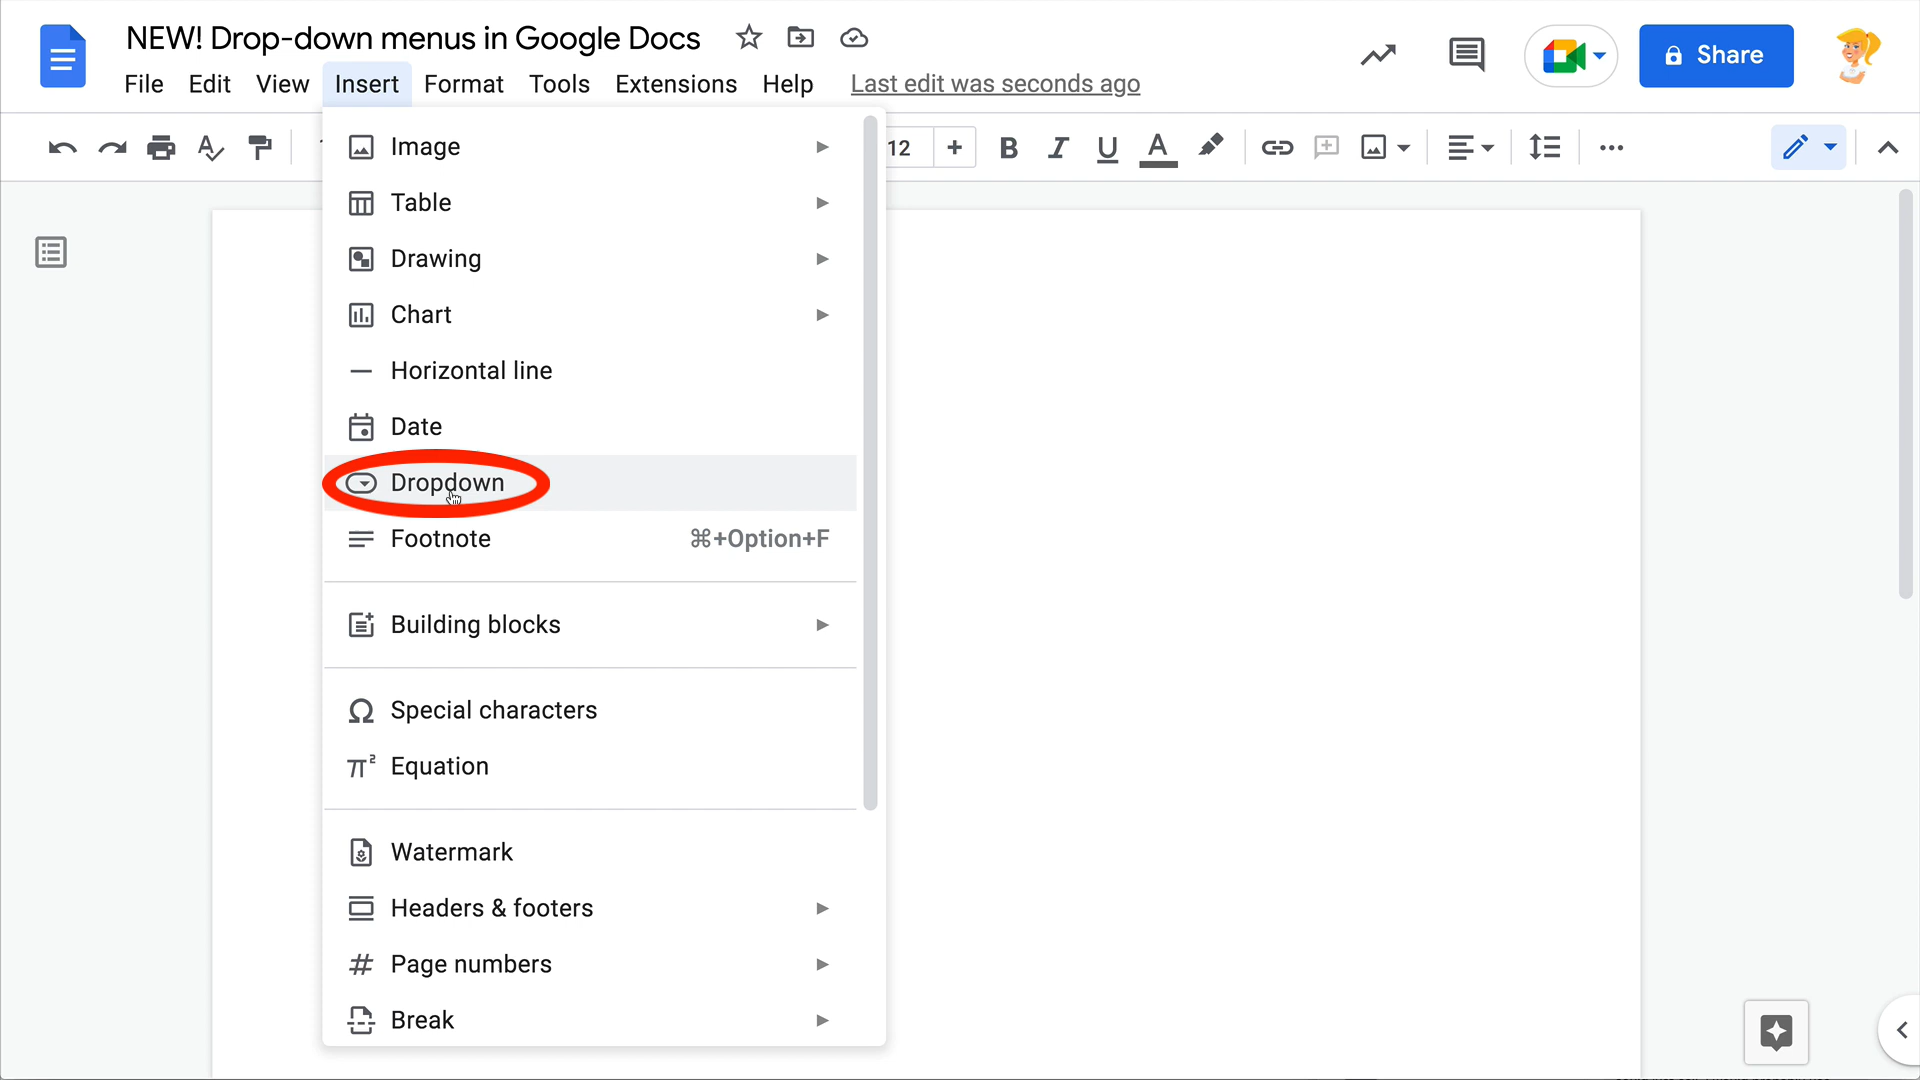 NEW! Drop-down menus in Google Docs
File Edit View Insert Format Tools Extensions Help Last edit was seconds ago
Share
12
Image
Table
Drawing
Chart
Horizontal line
Date
Dropdown
Footnote ⌘+Option+F
Building blocks
Special characters
Equation
Watermark
Headers & footers
Page numbers
Break